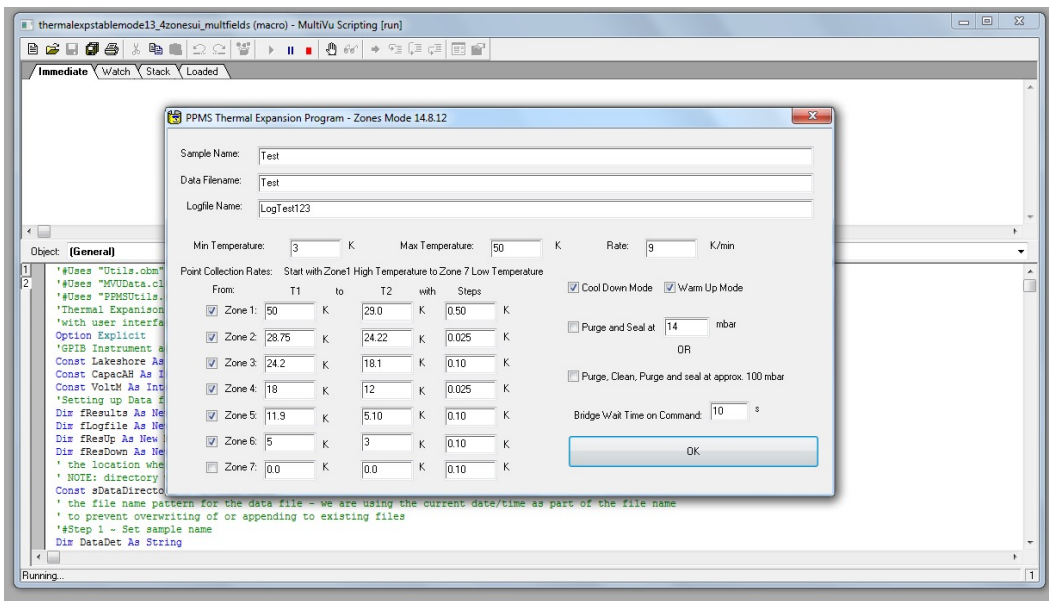 thermalexpstablemode13_4zonesui_multfields (macro) - MultiVu Scripting [run]
Immediate Watch Stack Loaded
PPMS Thermal Expansion Program - Zones Mode 14.8.12
Sample Name: Test
Data Filename: Test
Logfile Name: LogTest123
Min Temperature: 3 K Max Temperature: 50 K Rate: 9 K/min
Point Collection Rates: Start with Zone1 High Temperature to Zone 7 Low Temperature
From: T1 to T2 with Steps
Zone 1: 50 K 29.0 K 0.50 K
Zone 2: 28.75 K 24.22 K 0.025 K
Zone 3: 24.2 K 18.1 K 0.10 K
Zone 4: 18 K 12 K 0.025 K
Zone 5: 11.9 K 5.10 K 0.10 K
Zone 6: 5 K 3 K 0.10 K
Zone 7: 0.0 K 0.0 K 0.10 K
Cool Down Mode Warm Up Mode
Purge and Seal at 14 mbar
OR
Purge, Clean, Purge and seal at approx. 100 mbar
Bridge Wait Time on Command: 10 s
OK
Object: (General)
1
2
'#Uses "Utils.obm"
'#Uses "MVUData.cl
'#Uses "PPMSUtils.
'Thermal Expanison
'with user interfa
Option Explicit
'GPIB Instrument a
Const Lakeshore As
Const CapacAH As I
Const VoltM As Int
'Setting up Data f
Dim fResults As Ne
Dim fLogfile As Ne
Dim fResUp As New
Dim fResDown As Ne
' the location whe
' NOTE: directory
Const sDataDirecto
' the file name pattern for the data file - we are using the current date/time as part of the file name
' to prevent overwriting of or appending to existing files
'#Step 1 - Set sample name
Dim DataDet As String
Running...
1